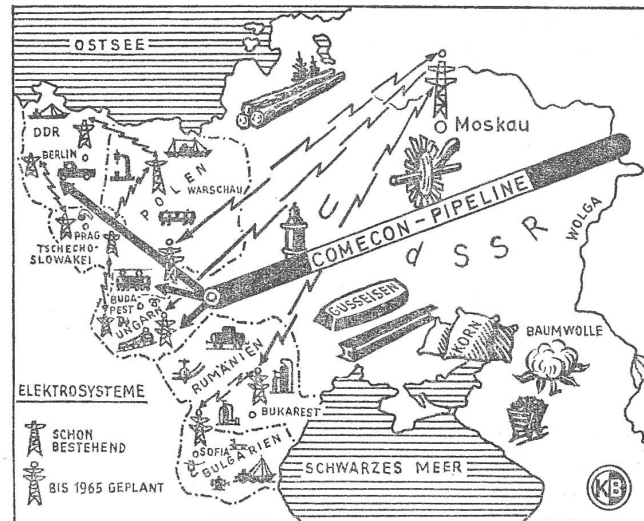 OSTSEE
Moskau
DDR
BERLIN
POLEN
WARSCHAU
PRAG
TSCHECHO-
SLOWAKEI
UdSSR
COMECON-PIPELINE
WOLGA
BUDA-
PEST
UNGARN
GUSSEISEN
KORN
BAUMWOLLE
RUMÄNIEN
BUKAREST
SOFIA
BULGARIEN
SCHWARZES MEER
ELEKTROSYSTEME
SCHON
BESTEHEND
BIS 1965 GEPLANT
KB